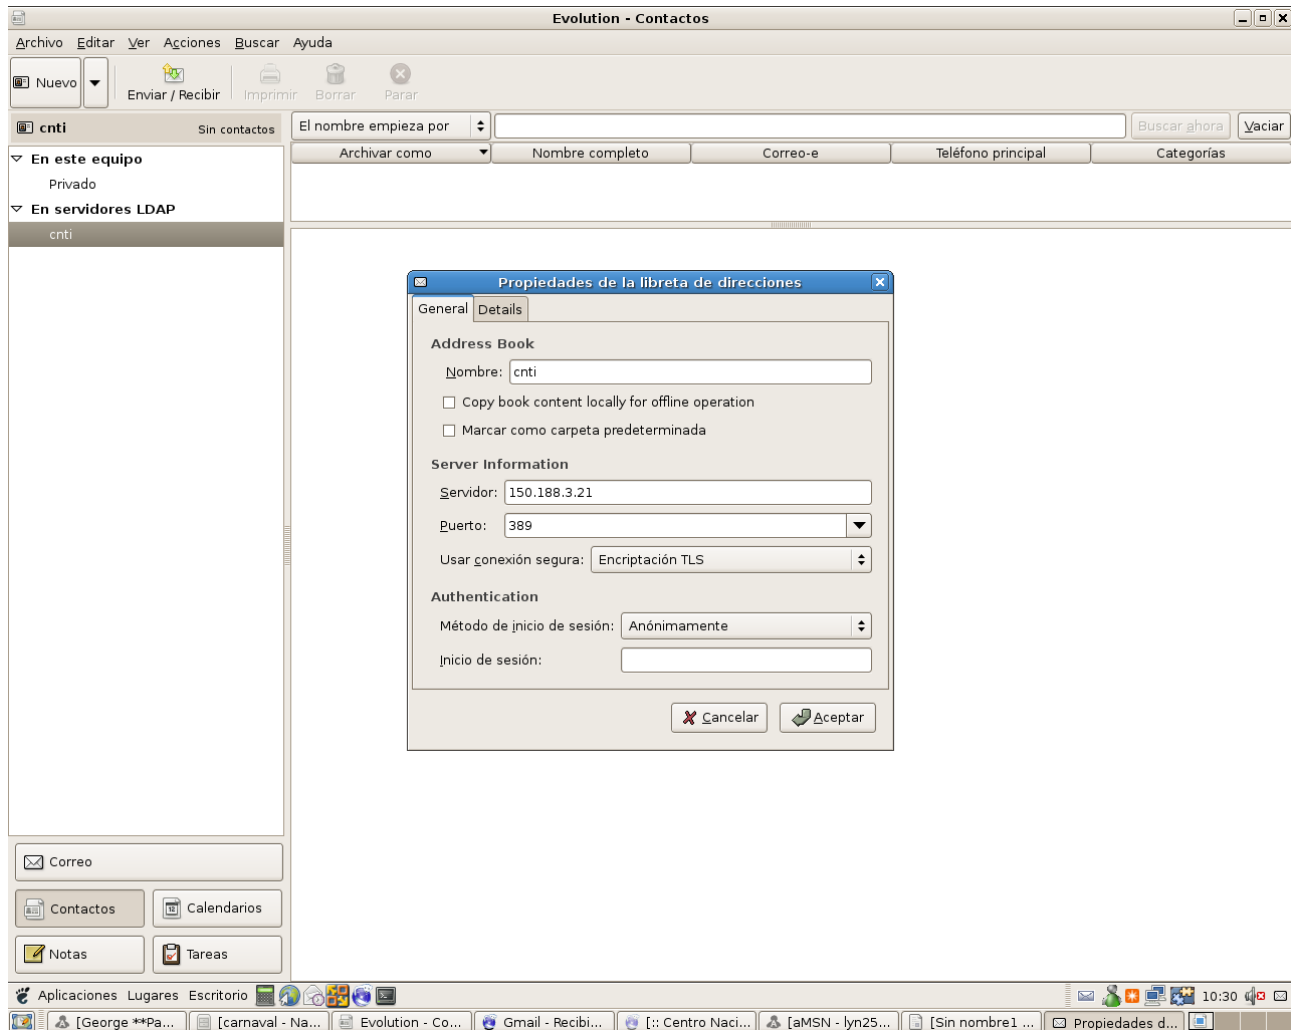 Evolution - Contactos
Archivo Editar Ver Acciones Buscar Ayuda
Nuevo Enviar / Recibir Imprimir Borrar Parar
cnti Sin contactos El nombre empieza por Buscar ahora Vaciar
Archivar como Nombre completo Correo-e Teléfono principal Categorías
En este equipo
Privado
En servidores LDAP
cnti
Propiedades de la libreta de direcciones
General Details
Address Book
Nombre: cnti
Copy book content locally for offline operation
Marcar como carpeta predeterminada
Server Information
Servidor: 150.188.3.21
Puerto: 389
Usar conexión segura: Encriptación TLS
Authentication
Método de inicio de sesión: Anónimamente
Inicio de sesión:
Cancelar Aceptar
Correo
Contactos Calendarios
Notas Tareas
Aplicaciones Lugares Escritorio 10:30
[George **Pa... [carnaval - Na... Evolution - Co... Gmail - Recibi... [:: Centro Naci... [aMSN - lyn25... [Sin nombre1 ... Propiedades d...